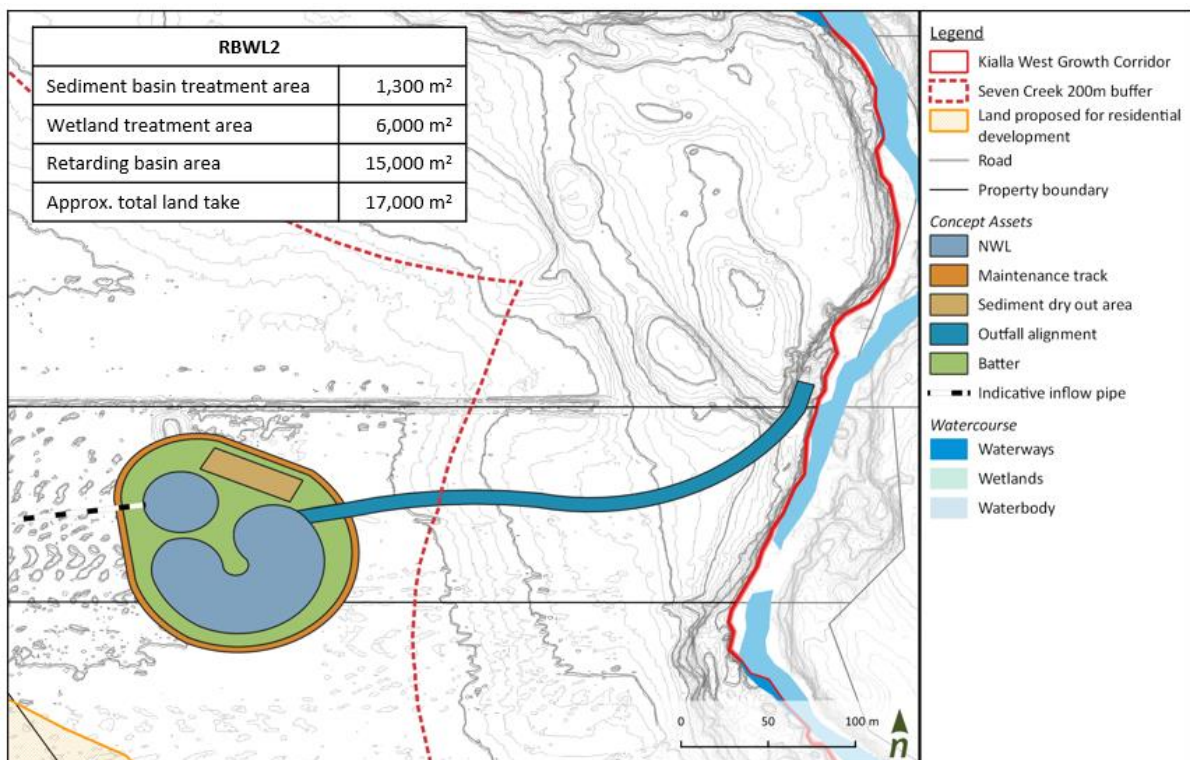 RBWL2
Sediment basin treatment area 1,300 m²
Wetland treatment area 6,000 m²
Retarding basin area 15,000 m²
Approx. total land take 17,000 m²
0 50 100 m
n
Legend
Kialla West Growth Corridor
Seven Creek 200m buffer
Land proposed for residential
development
Road
Property boundary
Concept Assets
NWL
Maintenance track
Sediment dry out area
Outfall alignment
Batter
Indicative inflow pipe
Watercourse
Waterways
Wetlands
Waterbody